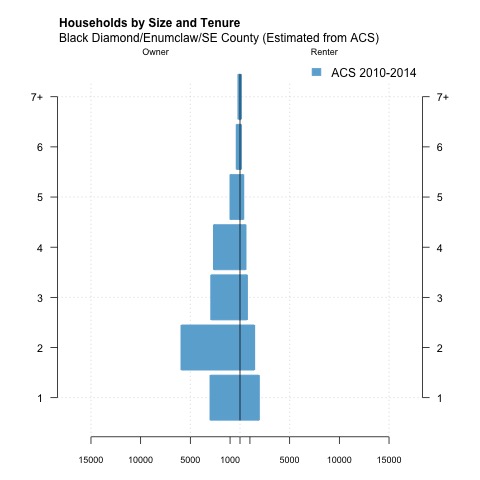 Households by Size and Tenure
Black Diamond/Enumclaw/SE County (Estimated from ACS)
Owner Renter
ACS 2010-2014
7+ 7+
6 6
5 5
4 4
3 3
2 2
1 1
15000 10000 5000 1000 5000 10000 15000